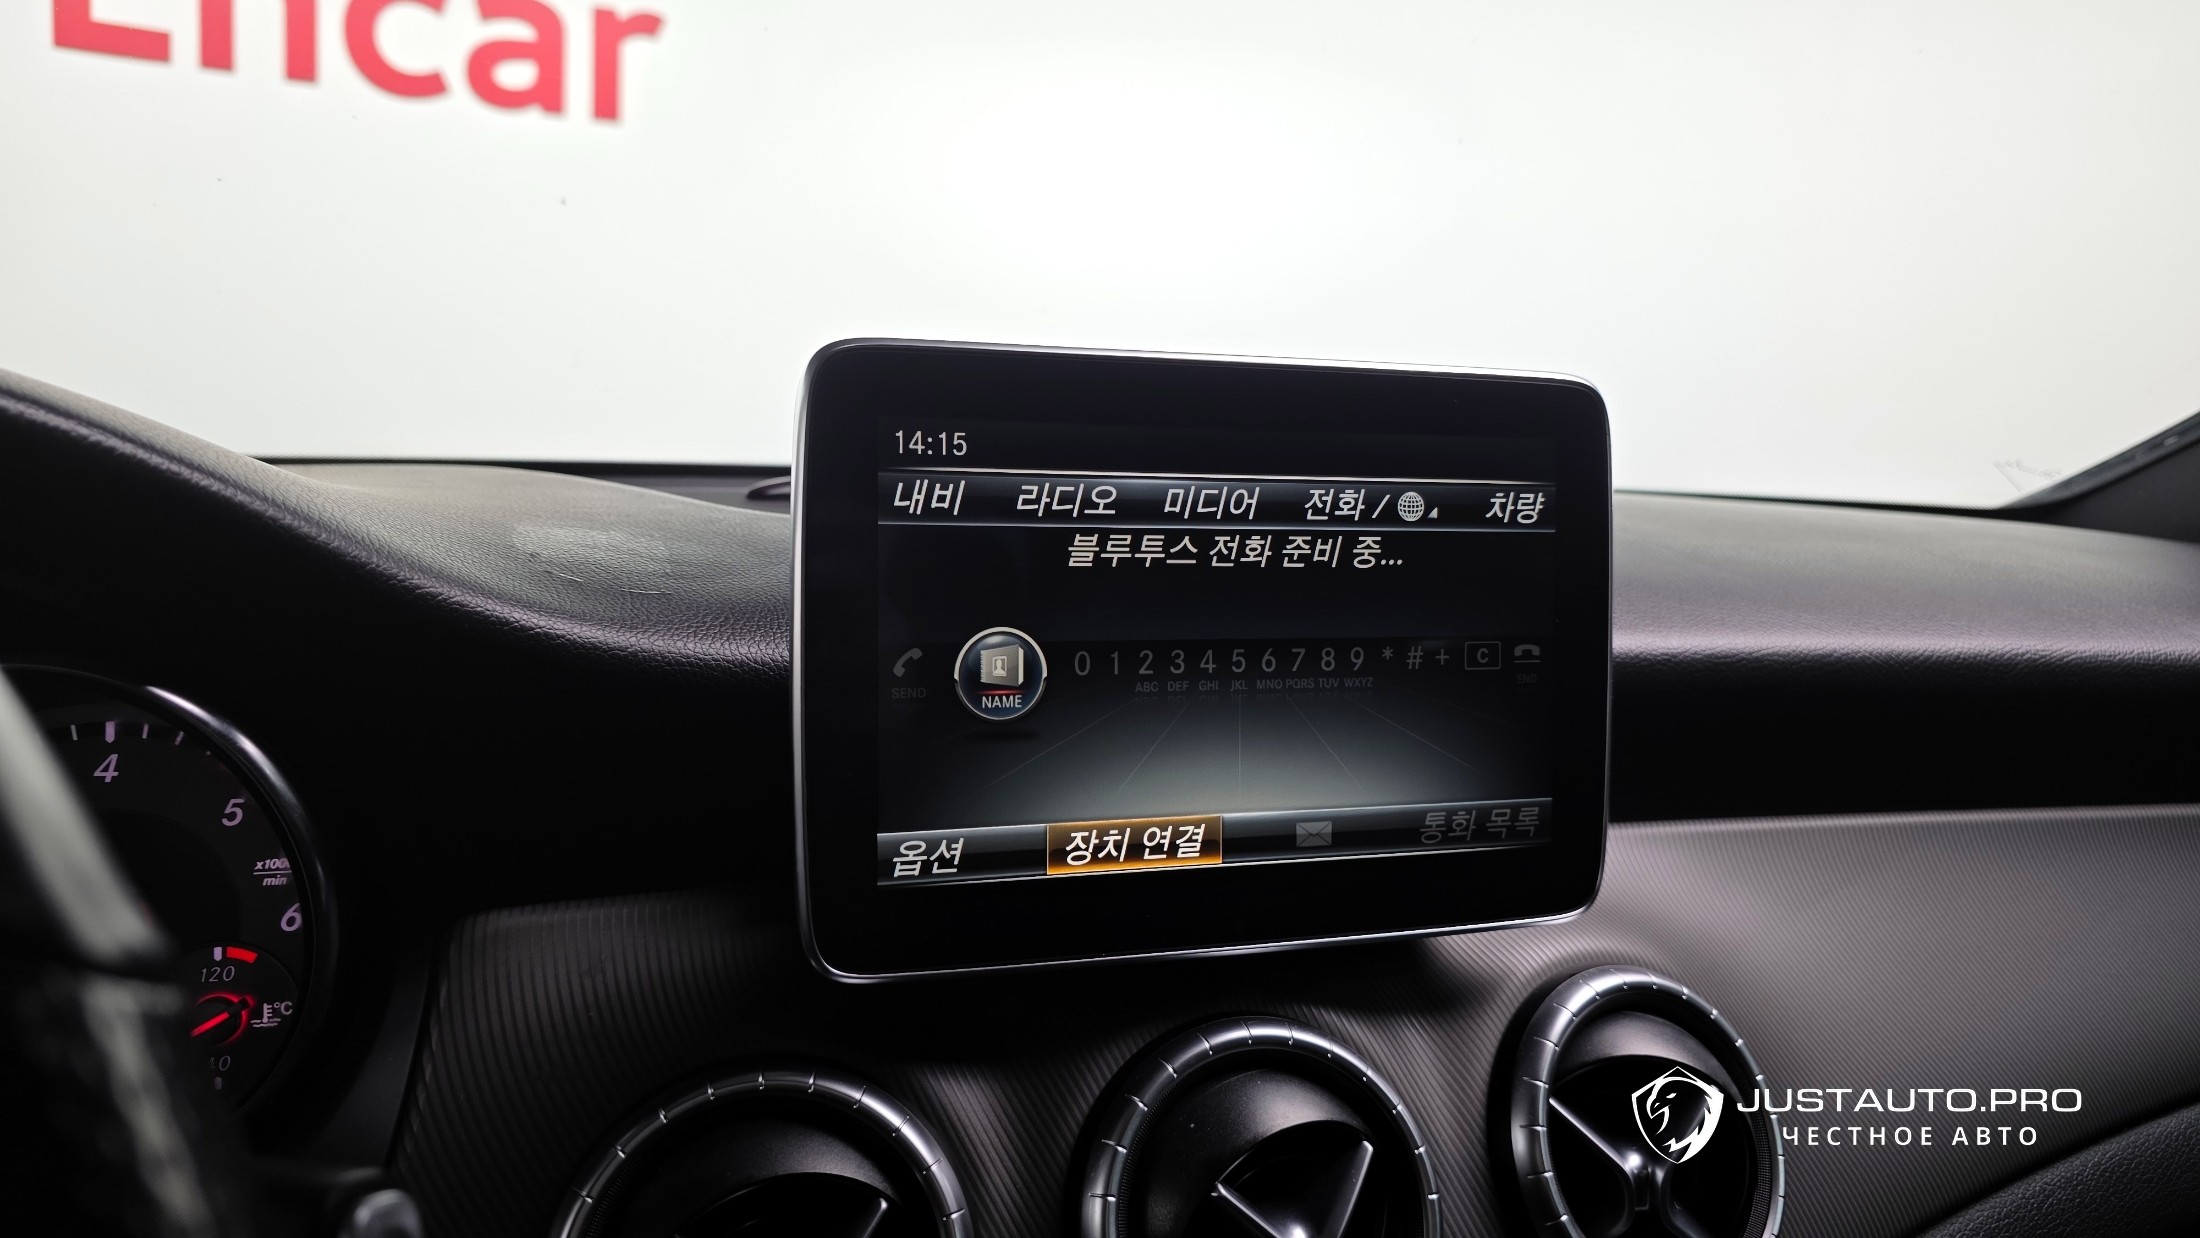 Encar
14:15
내비 라디오 미디어 전화 / 차량
블루투스 전화 준비 중...
SEND NAME 0 1 2 3 4 5 6 7 8 9 * # + C END
ABC DEF GHI JKL MNO PQRS TUV WXYZ
옵션 장치 연결 통화 목록
4
5
x1000
min
6
120
°C
JUSTAUTO.PRO
ЧЕСТНОЕ АВТО